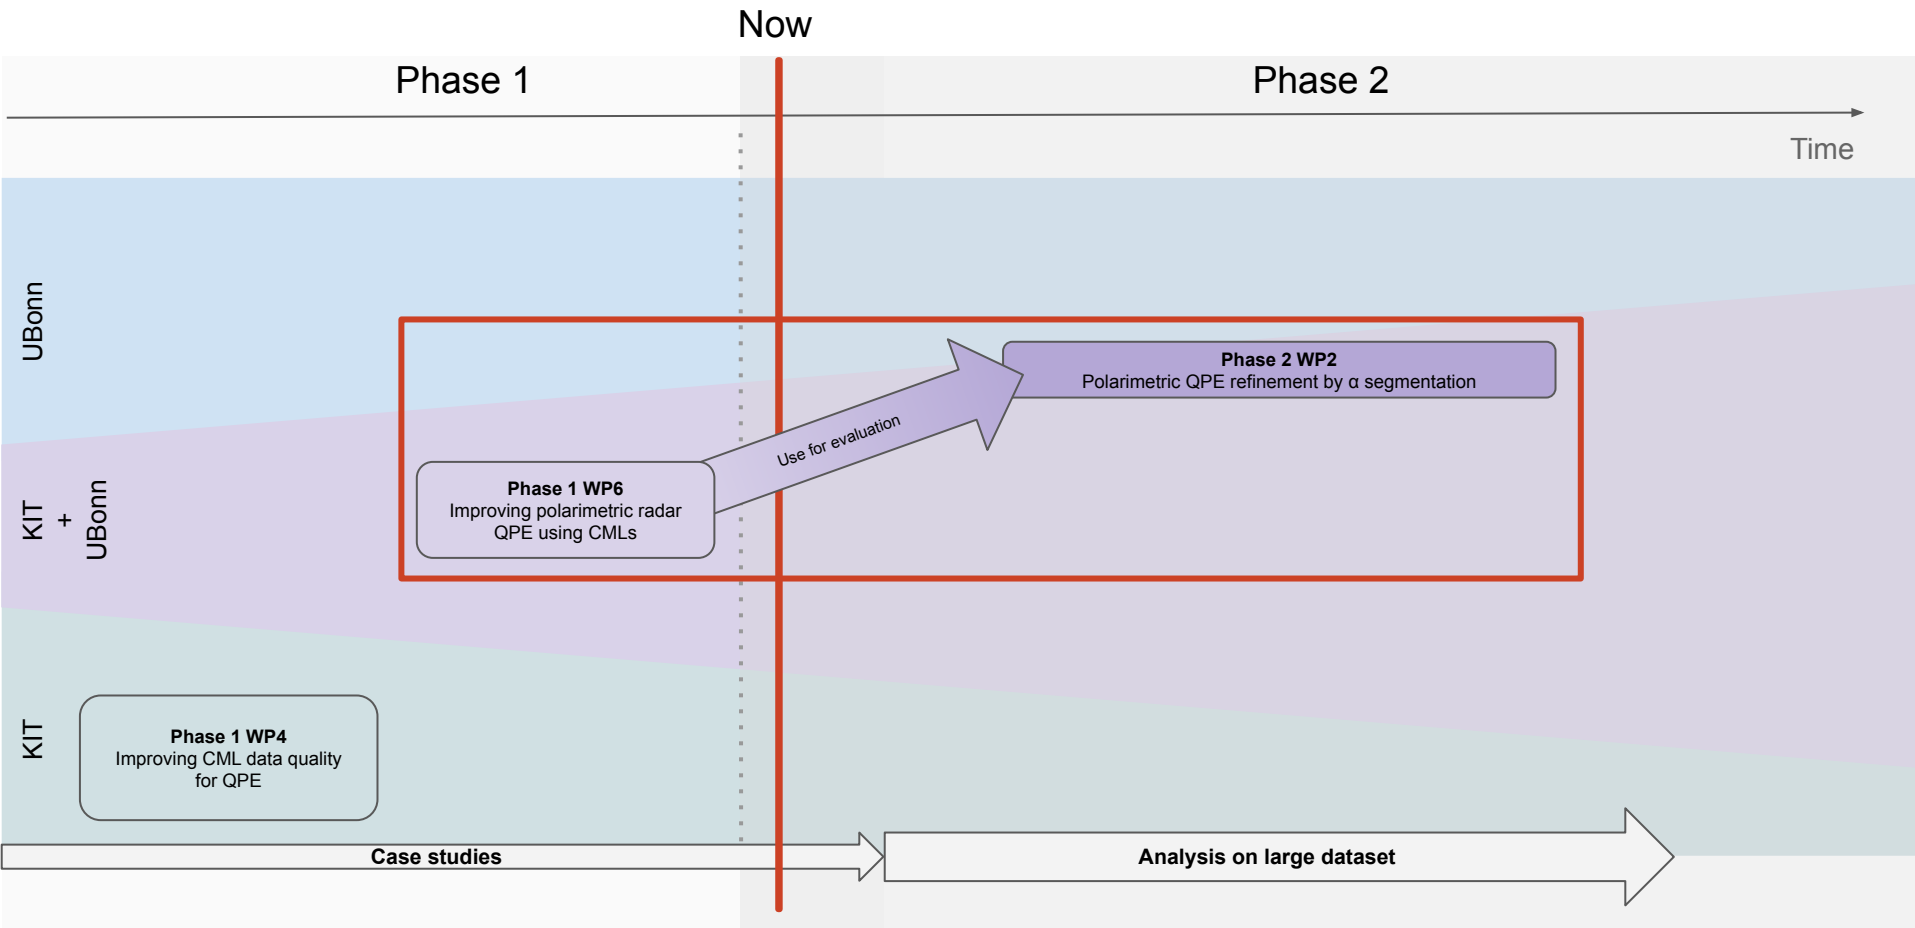 Now
Phase 1
Phase 2
Time
UBonn
Phase 2 WP2
Polarimetric QPE refinement by α segmentation
Use for evaluation
KIT
+
UBonn
Phase 1 WP6
Improving polarimetric radar
QPE using CMLs
KIT
Phase 1 WP4
Improving CML data quality
for QPE
Case studies
Analysis on large dataset